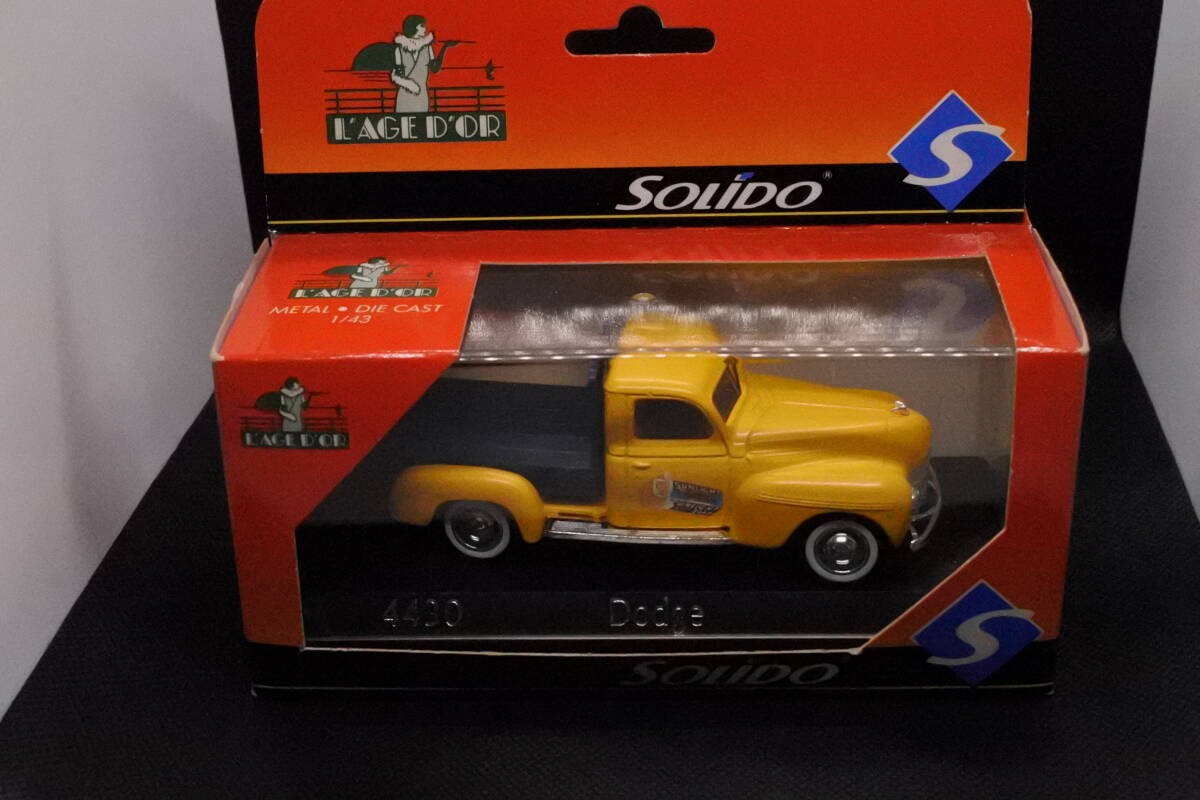 L'AGE D'OR
SOLIDO®
L'AGE D'OR
METAL • DIE CAST
1/43
L'AGE D'OR
4430 Dodge
SOLIDO